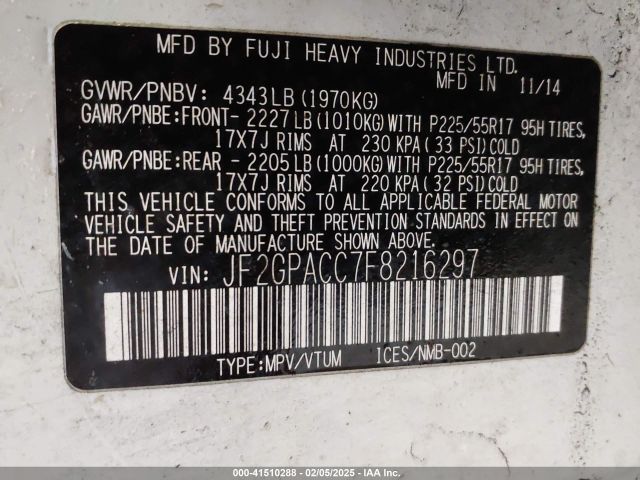 MFD BY FUJI HEAVY INDUSTRIES LTD.
MFD IN 11/14
GVWR/PNBV: 4343LB(1970KG)
GAWR/PNBE:FRONT- 2227LB(1010KG)WITH P225/55R17 95H TIRES,
17X7J RIMS AT 230 KPA(33 PSI)COLD
GAWR/PNBE:REAR - 2205LB(1000KG)WITH P225/55R17 95H TIRES,
17X7J RIMS AT 220 KPA(32 PSI)COLD
THIS VEHICLE CONFORMS TO ALL APPLICABLE FEDERAL MOTOR
VEHICLE SAFETY AND THEFT PREVENTION STANDARDS IN EFFECT ON
THE DATE OF MANUFACTURE SHOWN ABOVE.
VIN: JF2GPACC7F8216297
TYPE:MPV/VTUM ICES/NMB-002
000-41510288 - 02/05/2025 - IAAI.COM